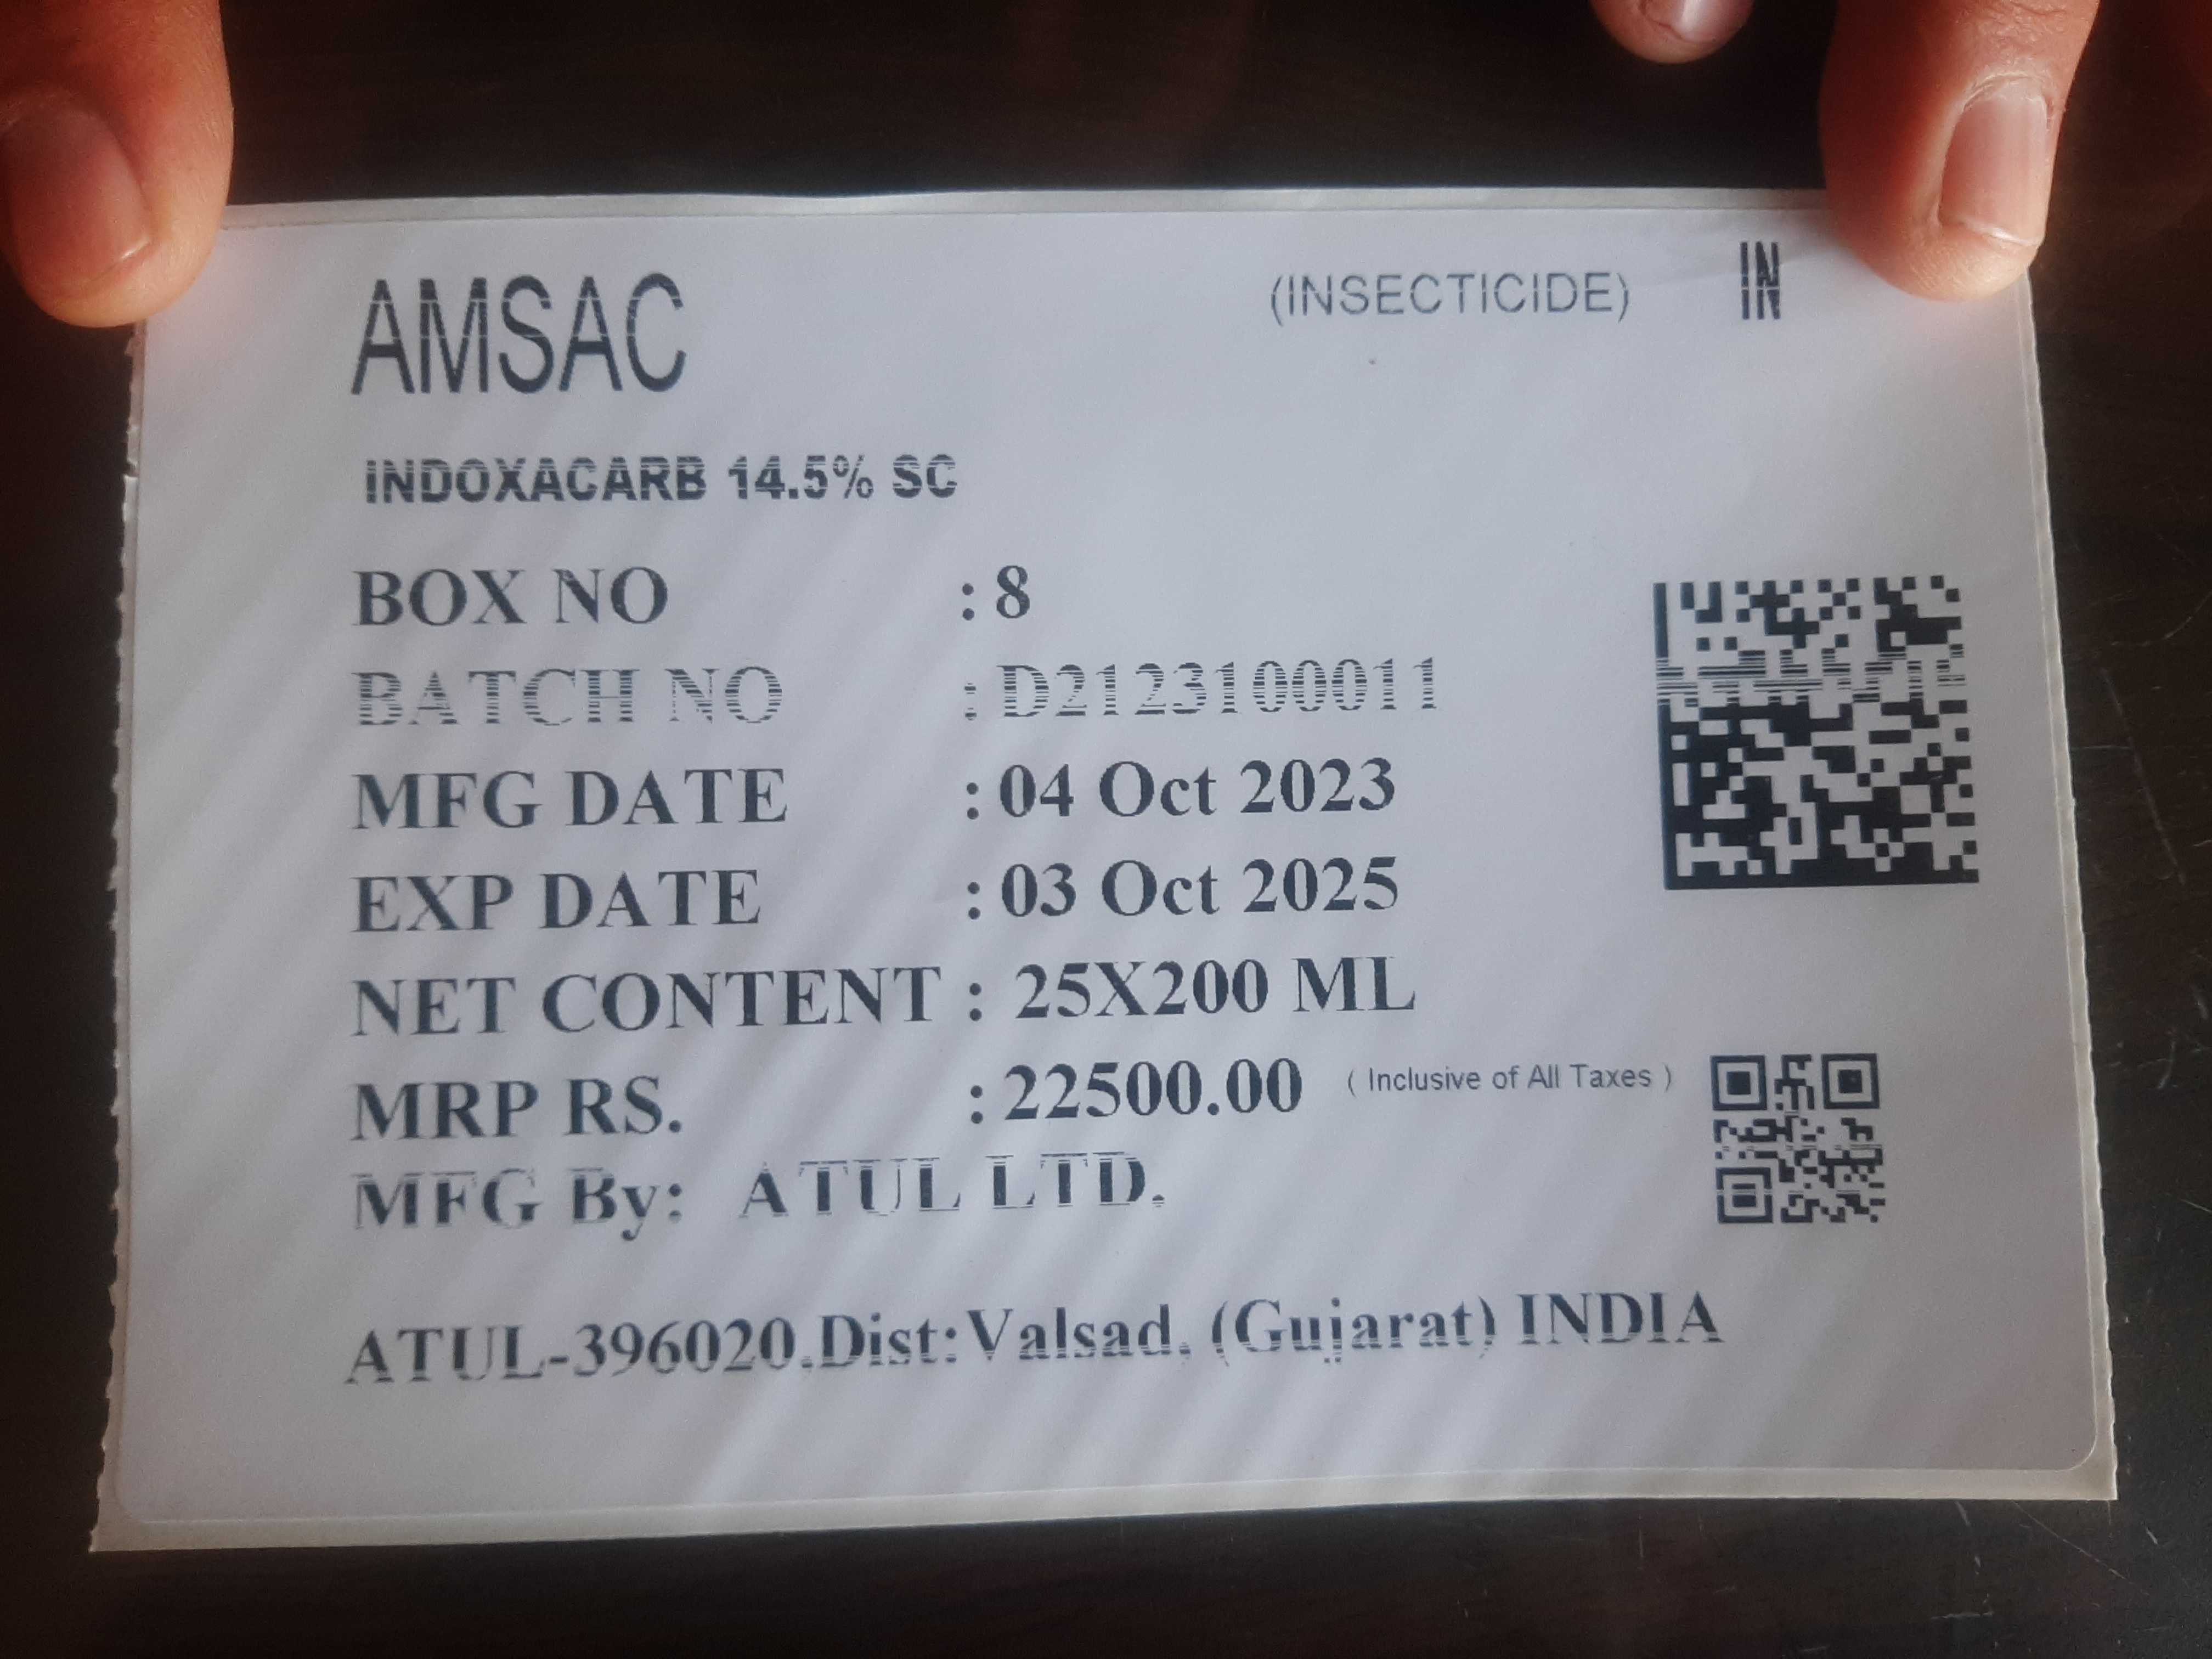 AMSAC (INSECTICIDE) IN
INDOXACARB 14.5% SC
BOX NO : 8
BATCH NO : D2123100011
MFG DATE : 04 Oct 2023
EXP DATE : 03 Oct 2025
NET CONTENT : 25X200 ML
MRP RS. : 22500.00 ( Inclusive of All Taxes )
MFG By: ATUL LTD.
ATUL-396020.Dist:Valsad. (Gujarat) INDIA